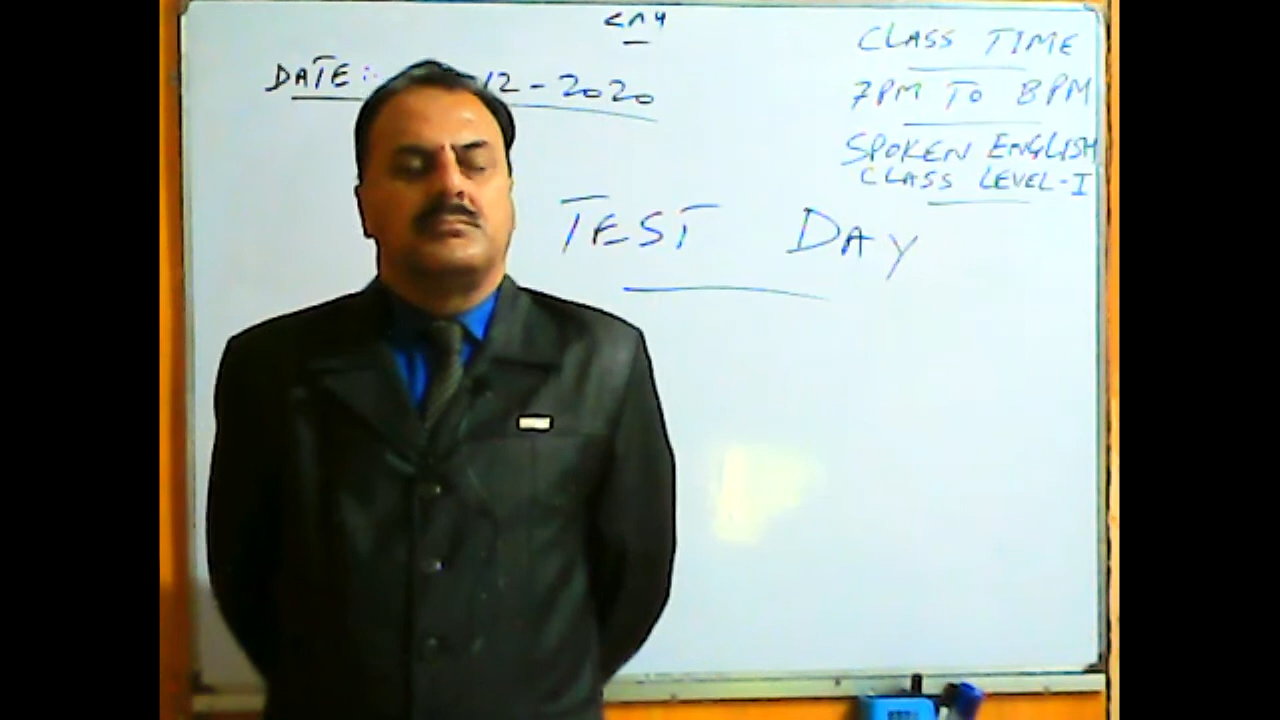 DATE:- 12-2020
TEST DAY
CLASS TIME
7PM TO 8PM
SPOKEN ENGLISH
CLASS LEVEL-I